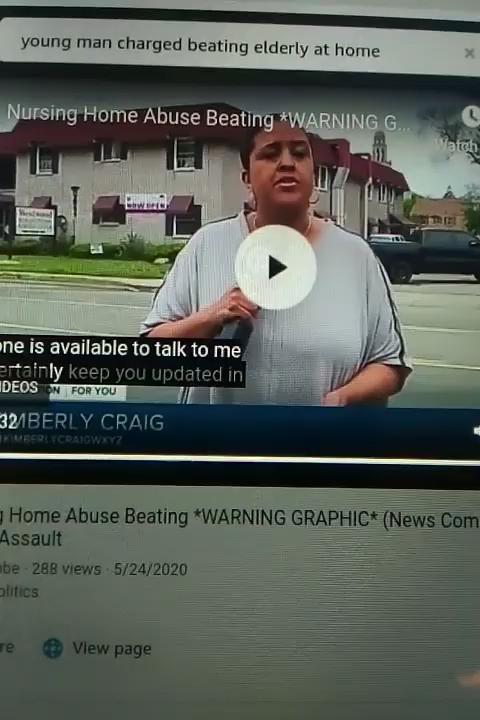 young man charged beating elderly at home ×
Nursing Home Abuse Beating *WARNING G...
Watch
NOW OPEN
one is available to talk to me
ertainly keep you updated in
IDEOS
ON | FOR YOU
32
MBERLY CRAIG
KIMBERLYCRAIGWXYZ
g Home Abuse Beating *WARNING GRAPHIC* (News Com
Assault
be · 288 views · 5/24/2020
olitics
re
View page